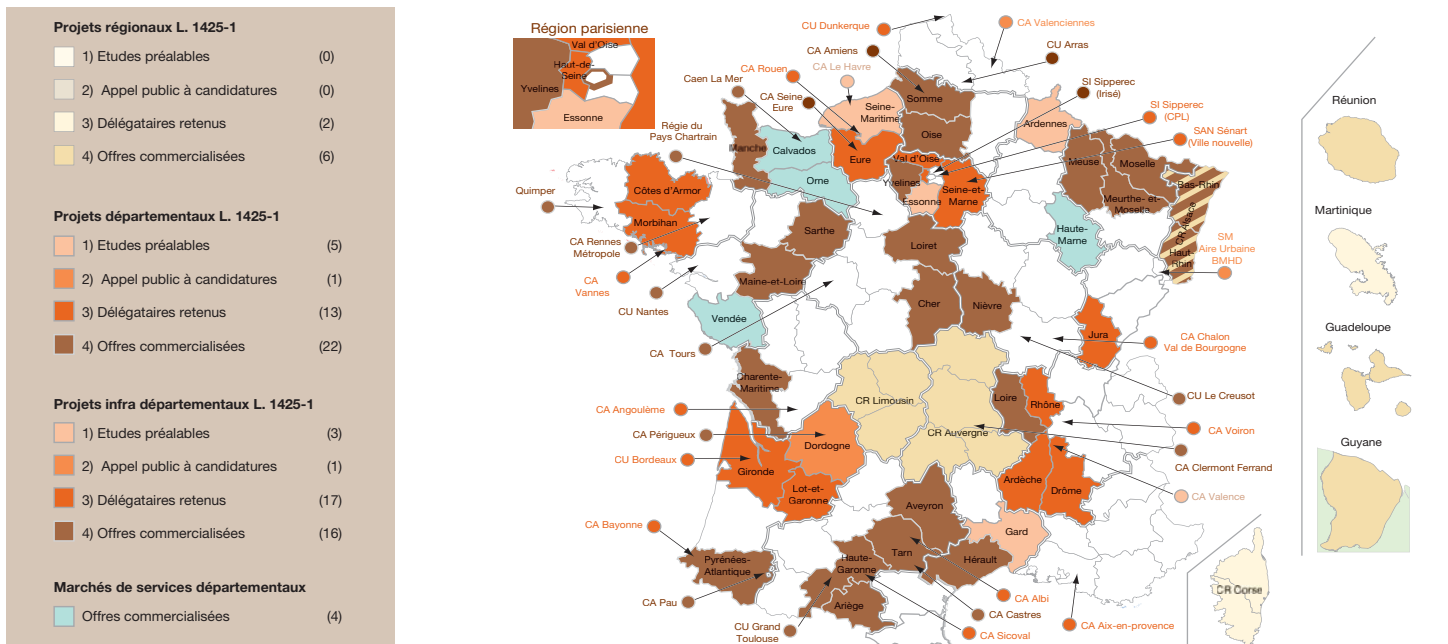 Projets régionaux L. 1425-1
1) Etudes préalables (0)
2) Appel public à candidatures (0)
3) Délégataires retenus (2)
4) Offres commercialisées (6)
Projets départementaux L. 1425-1
1) Etudes préalables (5)
2) Appel public à candidatures (1)
3) Délégataires retenus (13)
4) Offres commercialisées (22)
Projets infra départementaux L. 1425-1
1) Etudes préalables (3)
2) Appel public à candidatures (1)
3) Délégataires retenus (17)
4) Offres commercialisées (16)
Marchés de services départementaux
Offres commercialisées (4)
Région parisienne
Val d'Oise
Haut-de-
Seine
Yvelines
Essonne
CU Dunkerque
CA Valenciennes
CA Amiens
CU Arras
CA Le Havre
CA Rouen
Caen La Mer
CA Seine
Eure
SI Sipperec
(Irisé)
SI Sipperec
(CPL)
SAN Sénart
(Ville nouvelle)
Régie du
Pays Chartrain
Somme
Seine-
Maritime
Oise
Ardennes
Manche
Calvados
Eure
Val d'Oise
Meuse
Moselle
Orne
Yvelines
Essonne
Seine-et-
Marne
Meurthe- et-
Moselle
Bas-Rhin
CR Alsace
Haut-
Rhin
Quimper
Côtes d'Armor
Morbihan
CA Rennes
Métropole
CA
Vannes
CU Nantes
Sarthe
Loiret
Haute-
Marne
SM
Aire Urbaine
BMHD
Maine-et-Loire
Vendée
Cher
Nièvre
Jura
CA Tours
CA Chalon
Val de Bourgogne
Charente-
Maritime
CR Limousin
CR Auvergne
Loire
Rhône
CU Le Creusot
CA Angoulème
CA Périgueux
CU Bordeaux
Dordogne
Gironde
Lot-et-
Garonne
CA Voiron
CA Clermont Ferrand
CA Valence
Ardèche
Drôme
Aveyron
CA Bayonne
Gard
Tarn
Hérault
Pyrénées-
Atlantique
Haute-
Garonne
Ariège
CA Pau
CU Grand
Toulouse
CA Albi
CA Castres
CA Sicoval
CA Aix-en-provence
CR Corse
Réunion
Martinique
Guadeloupe
Guyane